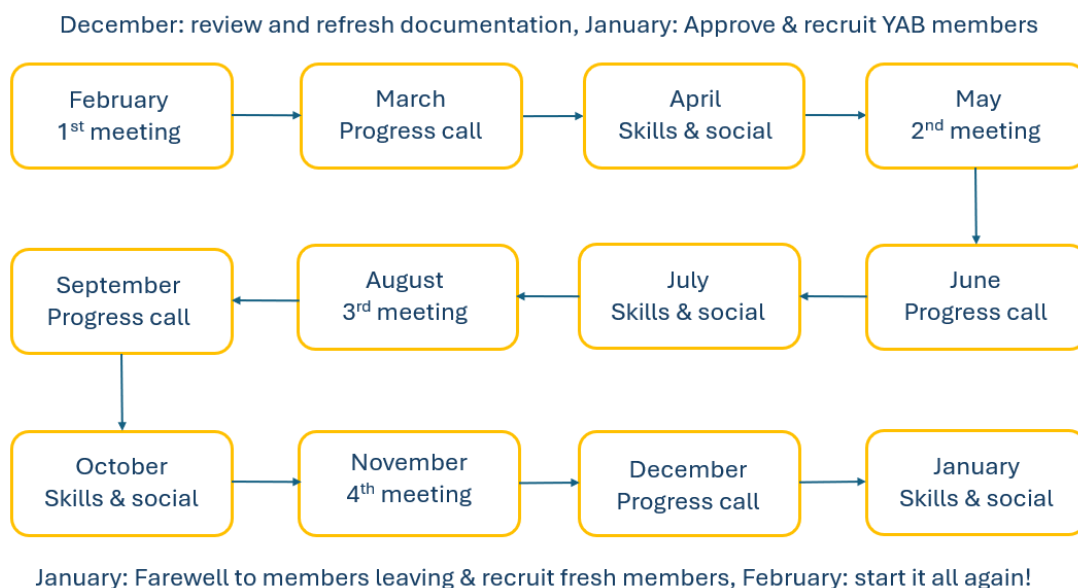 December: review and refresh documentation, January: Approve & recruit YAB members
February
1st meeting
March
Progress call
April
Skills & social
May
2nd meeting
June
Progress call
July
Skills & social
August
3rd meeting
September
Progress call
October
Skills & social
November
4th meeting
December
Progress call
January
Skills & social
January: Farewell to members leaving & recruit fresh members, February: start it all again!